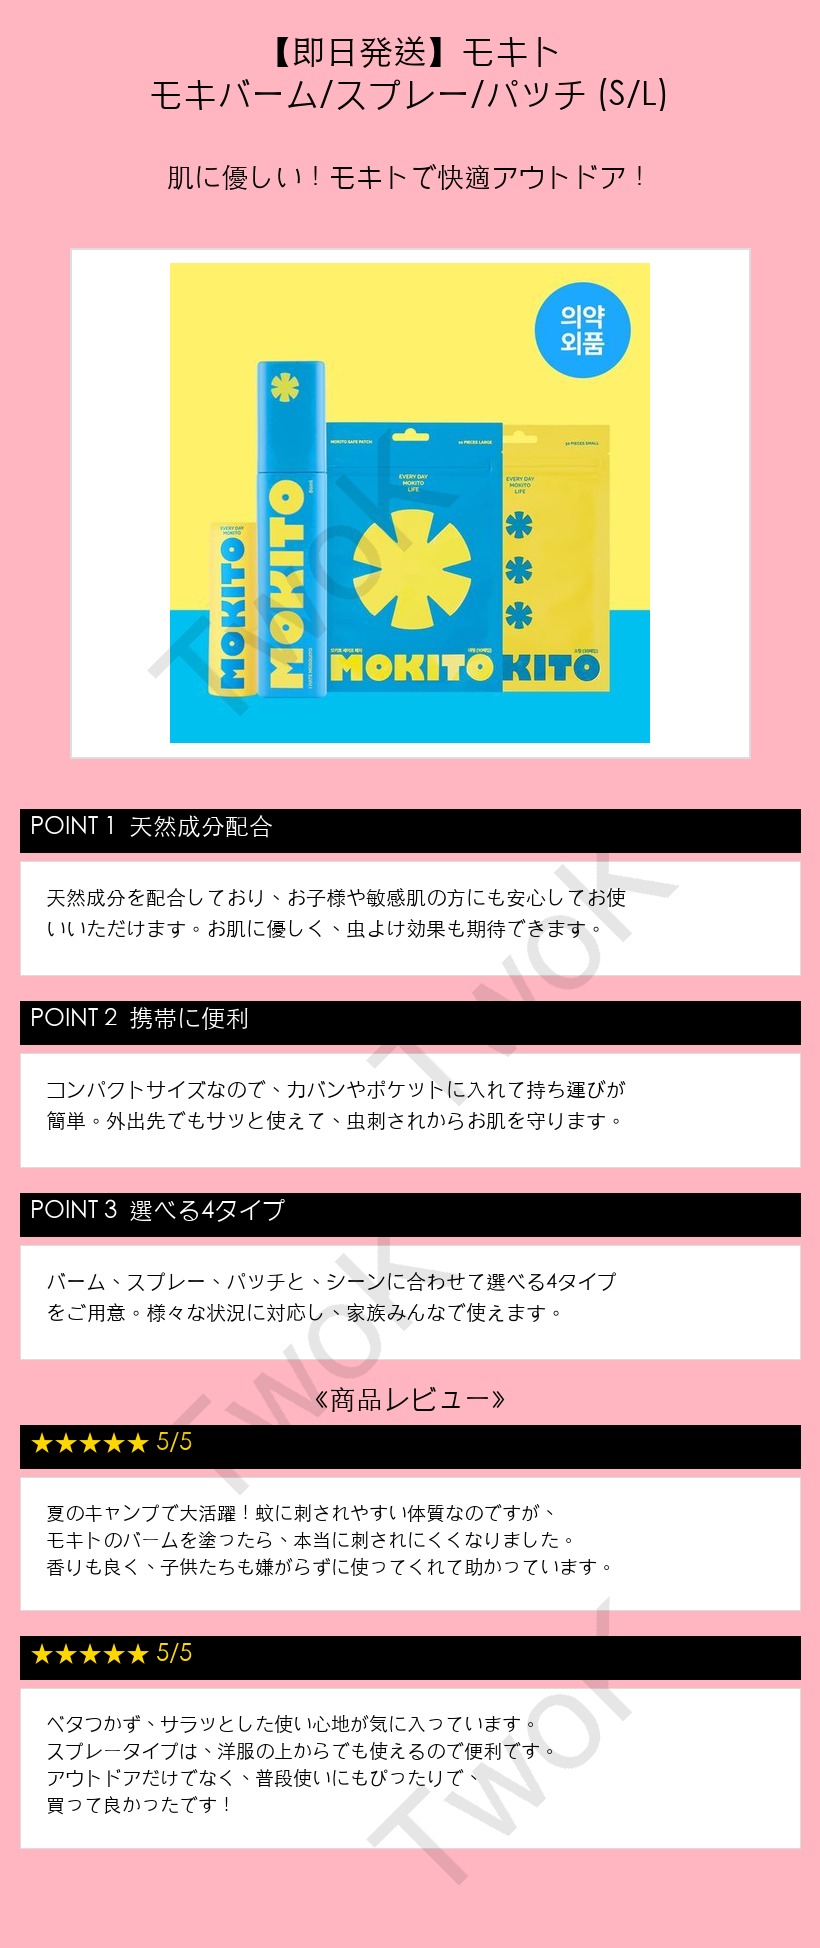 【即日発送】モキト
モキバーム/スプレー/パッチ (S/L)
肌に優しい！モキトで快適アウトドア！
의약
외품
MOKITO SAFE PATCH
10 PIECES LARGE
30 PIECES SMALL
EVERY DAY
MOKITO
LIFE
EVERY DAY
MOKITO
LIFE
EVERY DAY
MOKITO
MOKITO
MOKITO
80ml
I HATE MOSQUITO
MOKITO
KITO
TwoK
POINT 1 天然成分配合
天然成分を配合しており、お子様や敏感肌の方にも安心してお使
いいただけます。お肌に優しく、虫よけ効果も期待できます。
TwoK
POINT 2 携帯に便利
コンパクトサイズなので、カバンやポケットに入れて持ち運びが
簡単。外出先でもサッと使えて、虫刺されからお肌を守ります。
POINT 3 選べる4タイプ
バーム、スプレー、パッチと、シーンに合わせて選べる4タイプ
をご用意。様々な状況に対応し、家族みんなで使えます。
TwoK
《商品レビュー》
★★★★★ 5/5
夏のキャンプで大活躍！蚊に刺されやすい体質なのですが、
モキトのバームを塗ったら、本当に刺されにくくなりました。
香りも良く、子供たちも嫌がらずに使ってくれて助かっています。
★★★★★ 5/5
ベタつかず、サラッとした使い心地が気に入っています。
スプレータイプは、洋服の上からでも使えるので便利です。
アウトドアだけでなく、普段使いにもぴったりで、
買って良かったです！
TwoK